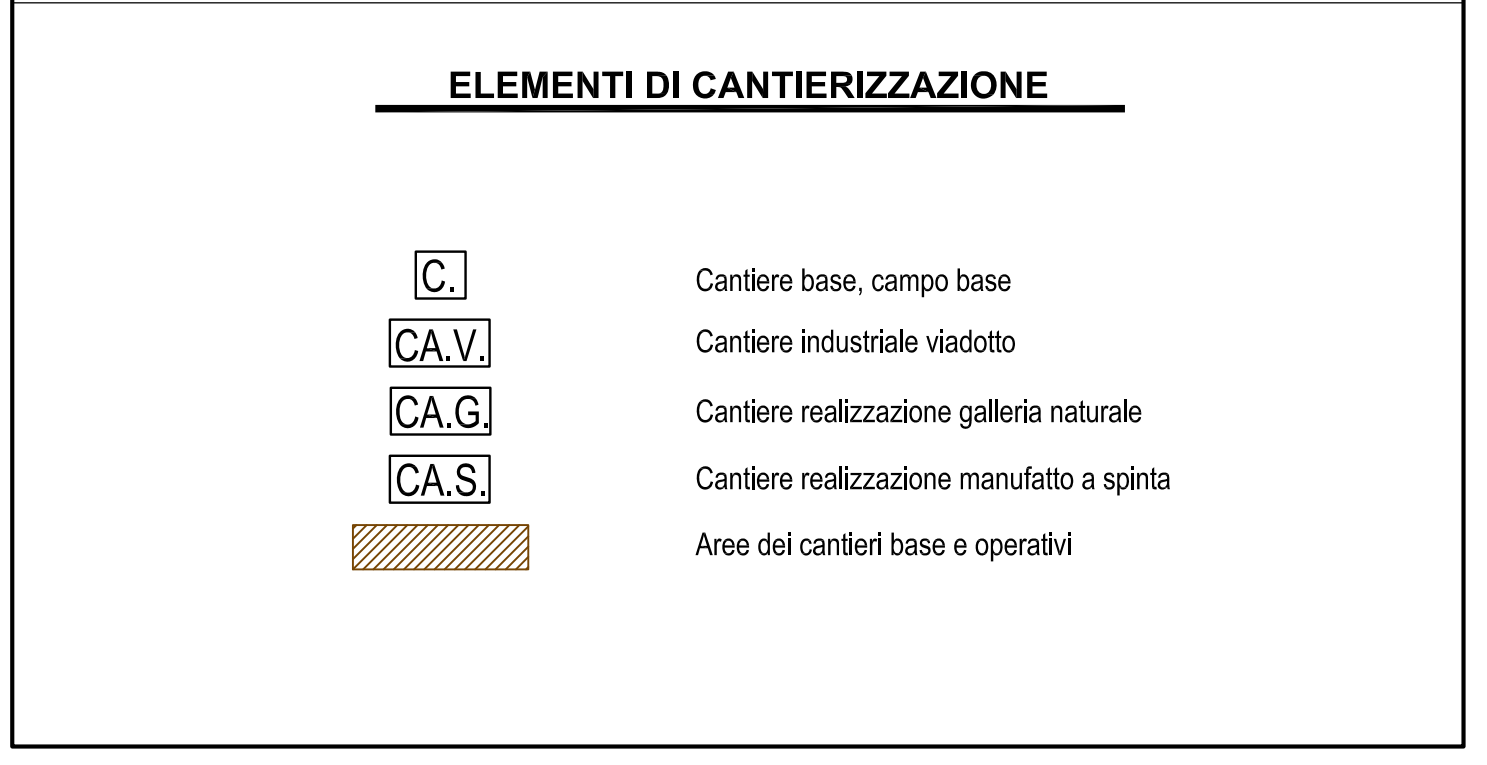 ELEMENTI DI CANTIERIZZAZIONE
C. Cantiere base, campo base
CA.V. Cantiere industriale viadotto
CA.G. Cantiere realizzazione galleria naturale
CA.S. Cantiere realizzazione manufatto a spinta
Aree dei cantieri base e operativi